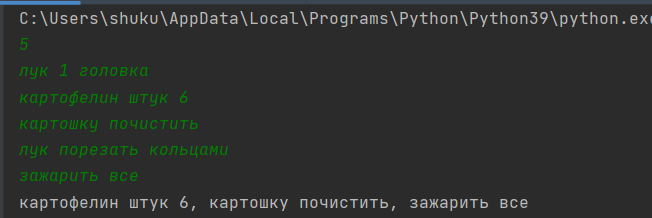 C:\Users\shuku\AppData\Local\Programs\Python\Python39\python.exe
5
лук 1 головка
картофелин штук 6
картошку почистить
лук порезать кольцами
зажарить все
картофелин штук 6, картошку почистить, зажарить все